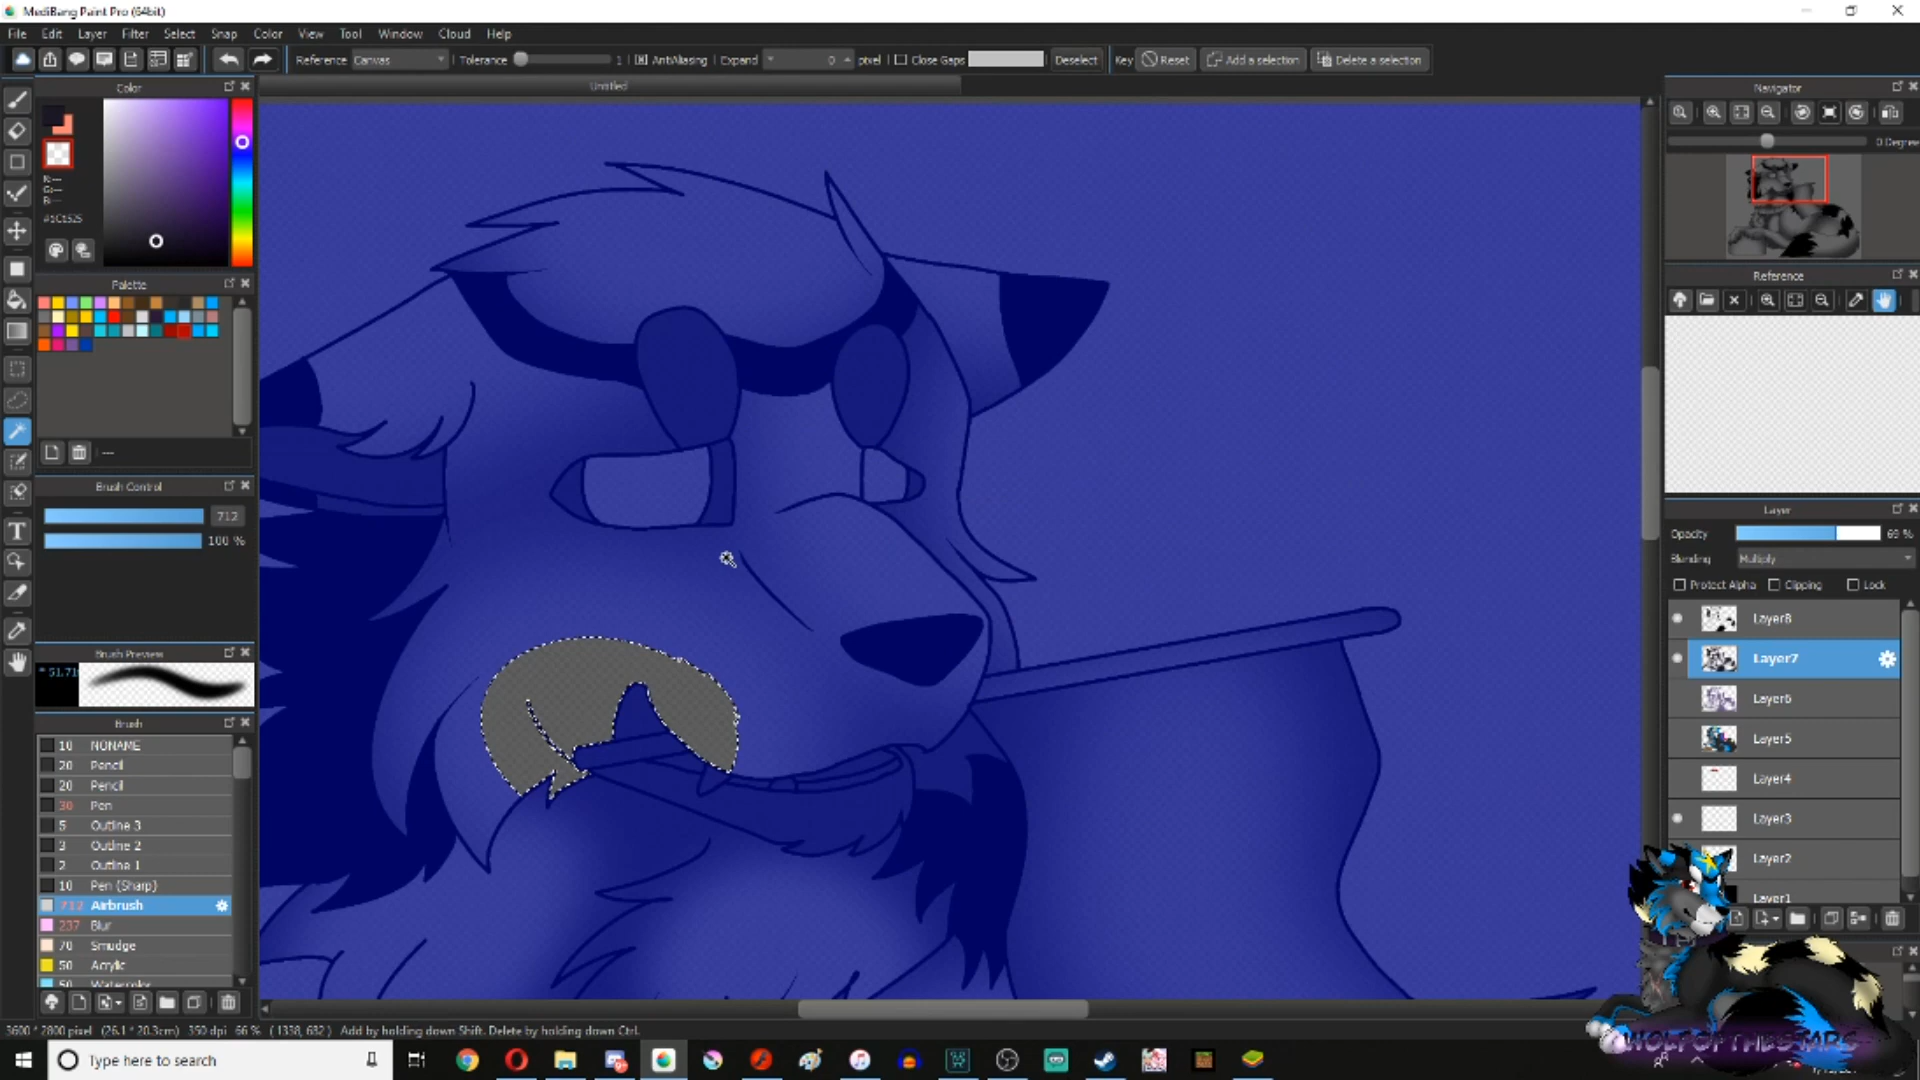 MediBang Paint Pro (64bit)
File Edit Layer Filter Select Snap Color View Tool Window Cloud Help
Reference Canvas Tolerance 1 AntiAliasing Expand 0 pixel Close Gaps Deselect Key Reset Add a selection Delete a selection
Color
Untitled
Navigator
0 Degree
R:---
G:---
B:---
#1C1525
Palette
---
Reference
Brush Control
712
100 %
Layer
Opacity 69 %
Blending Multiply
Protect Alpha Clipping Lock
Layer8
Layer7
Layer6
Layer5
Layer4
Layer3
Layer2
Layer1
Brush Preview
Brush
10 NONAME
20 Pencil
20 Pencil
30 Pen
5 Outline 3
3 Outline 2
2 Outline 1
10 Pen (Sharp)
712 Airbrush
237 Blur
70 Smudge
50 Acrylic
50 Watercolor
3600 * 2800 pixel (26.1 * 20.3cm) 350 dpi 66 % ( 1338, 632 ) Add by holding down Shift. Delete by holding down Ctrl.
Type here to search
WOLFOFTHESTARS